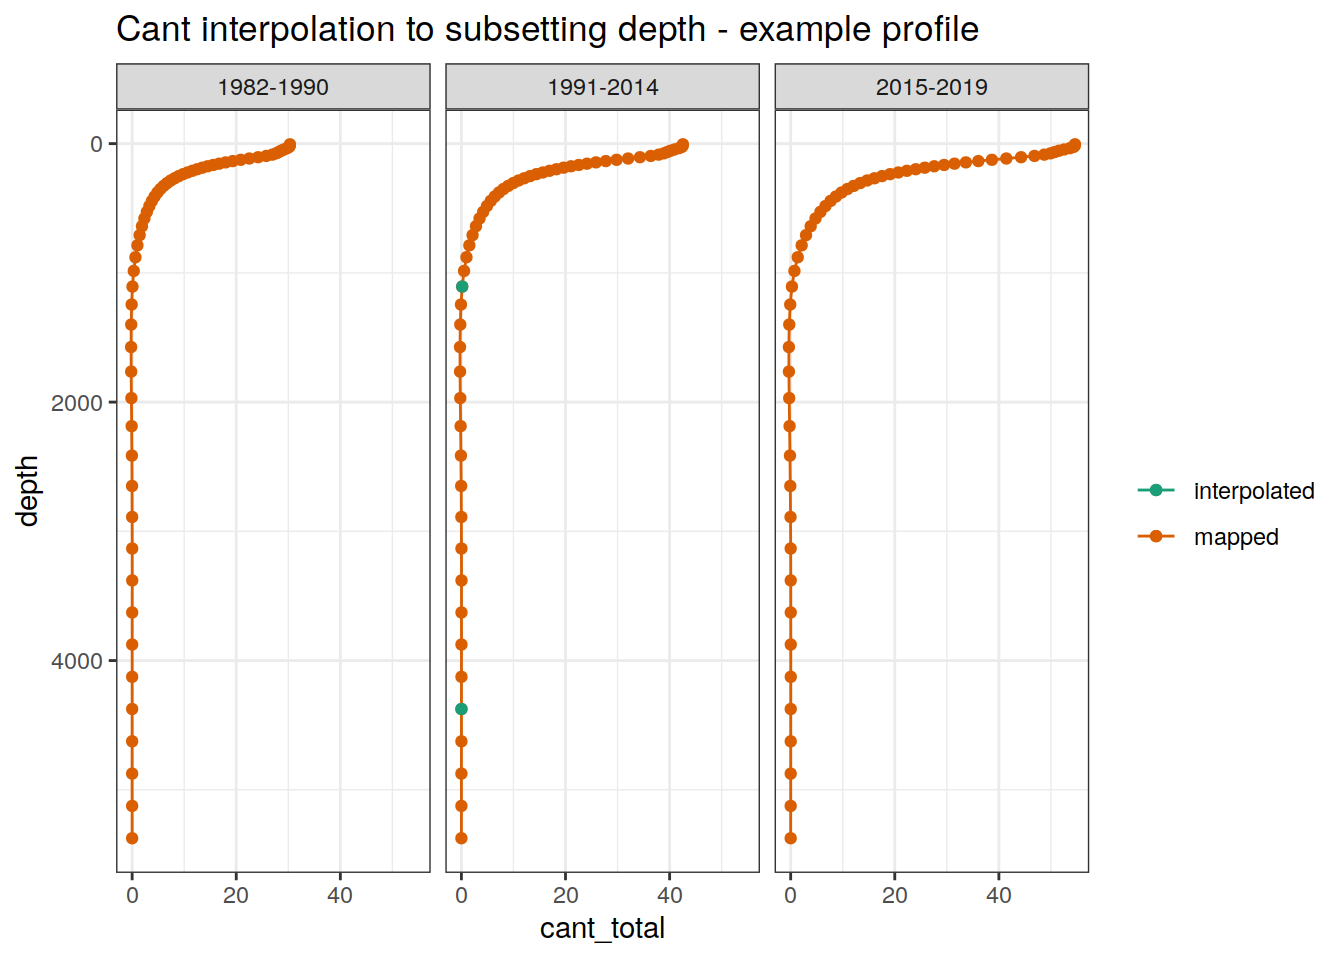 Cant interpolation to subsetting depth - example profile
1982-1990
1991-2014
2015-2019
0
2000
4000
depth
0 20 40
0 20 40
0 20 40
cant_total
interpolated
mapped